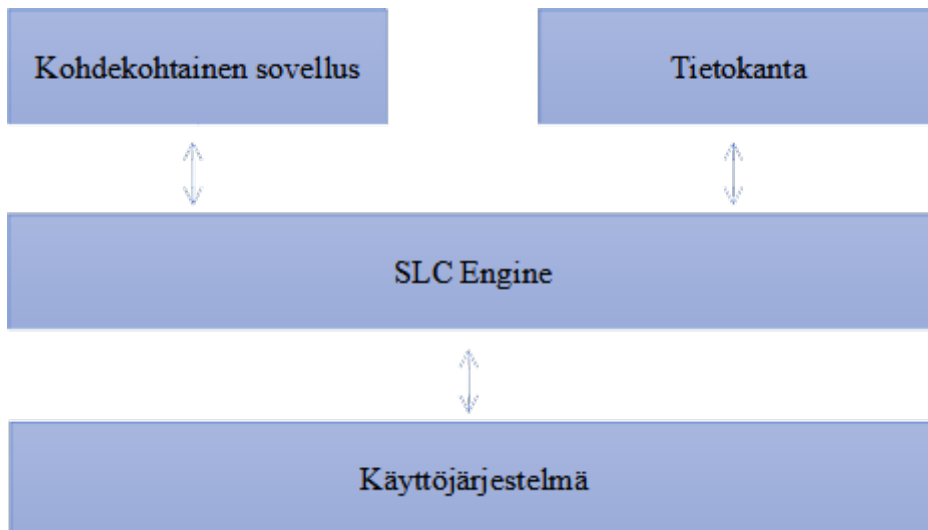 Kohdekohtainen sovellus
Tietokanta
SLC Engine
Käyttöjärjestelmä